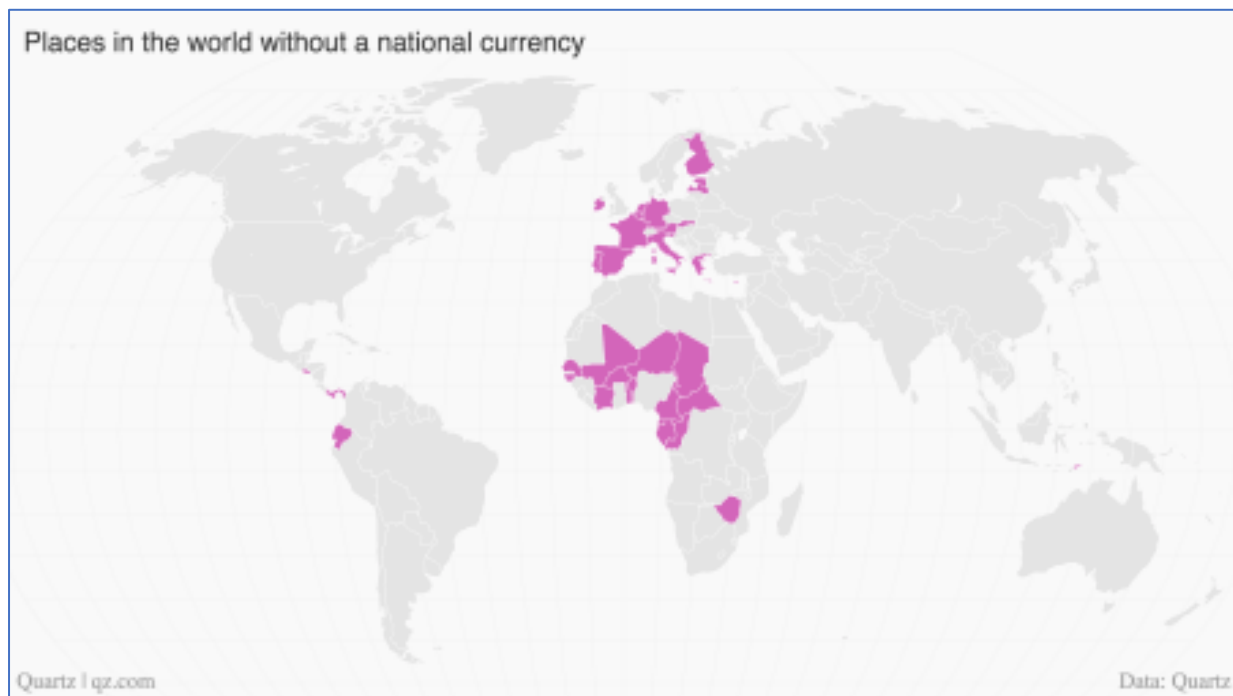 Places in the world without a national currency
Quartz | qz.com
Data: Quartz